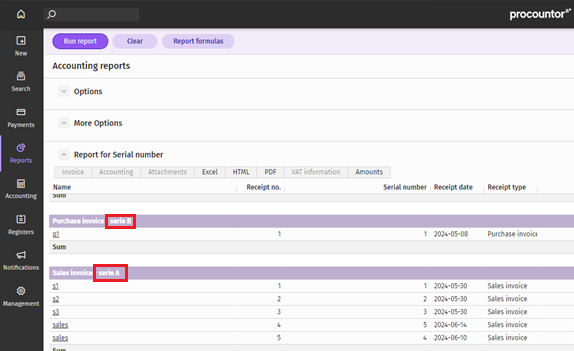 procountor
New
Search
Payments
Reports
Accounting
Registers
Notifications
Management
Run report Clear Report formulas
Accounting reports
Options
More Options
Report for Serial number
Invoice Accounting Attachments Excel HTML PDF VAT information Amounts
Name Receipt no. Serial number Receipt date Receipt type
Sum
Purchase invoice serie B
p1 1 1 2024-05-08 Purchase invoice
Sum
Sales invoice serie A
s1 1 1 2024-05-30 Sales invoice
s2 2 2 2024-05-30 Sales invoice
s3 3 3 2024-05-30 Sales invoice
sales 4 5 2024-06-14 Sales invoice
sales 5 4 2024-06-10 Sales invoice
Sum